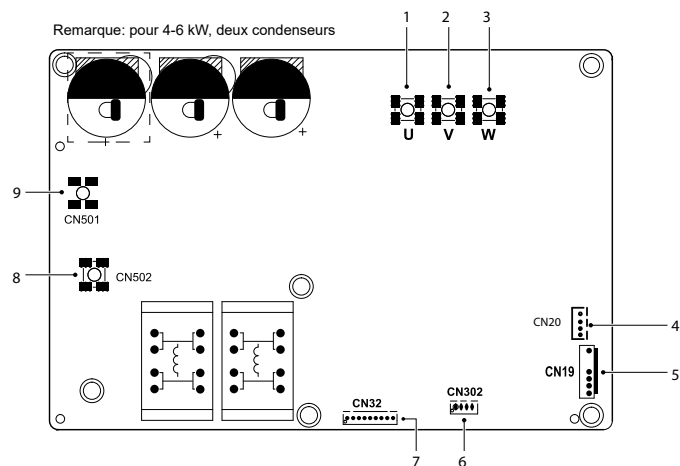 Remarque: pour 4-6 kW, deux condenseurs
1 2 3
+ + +
U V W
9
CN501
8 CN502
CN20 4
CN19 5
CN32 CN302
7 6